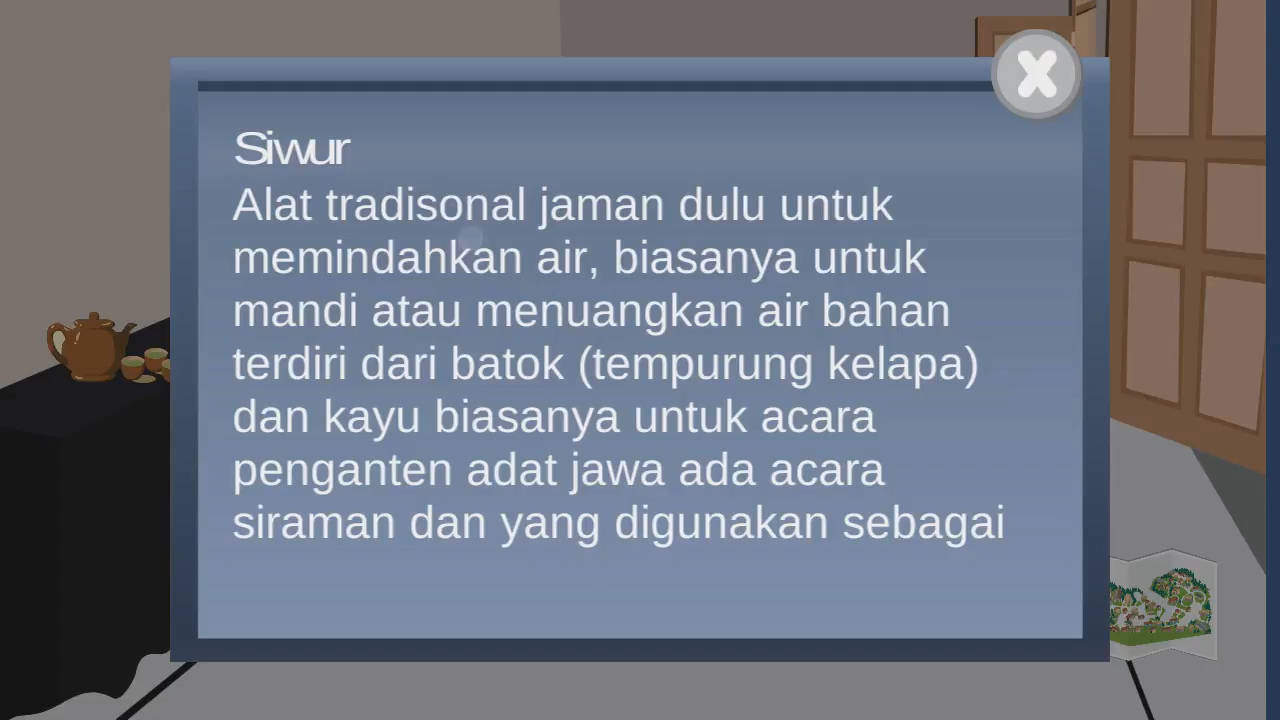 Siwur
Alat tradisonal jaman dulu untuk
memindahkan air, biasanya untuk
mandi atau menuangkan air bahan
terdiri dari batok (tempurung kelapa)
dan kayu biasanya untuk acara
penganten adat jawa ada acara
siraman dan yang digunakan sebagai